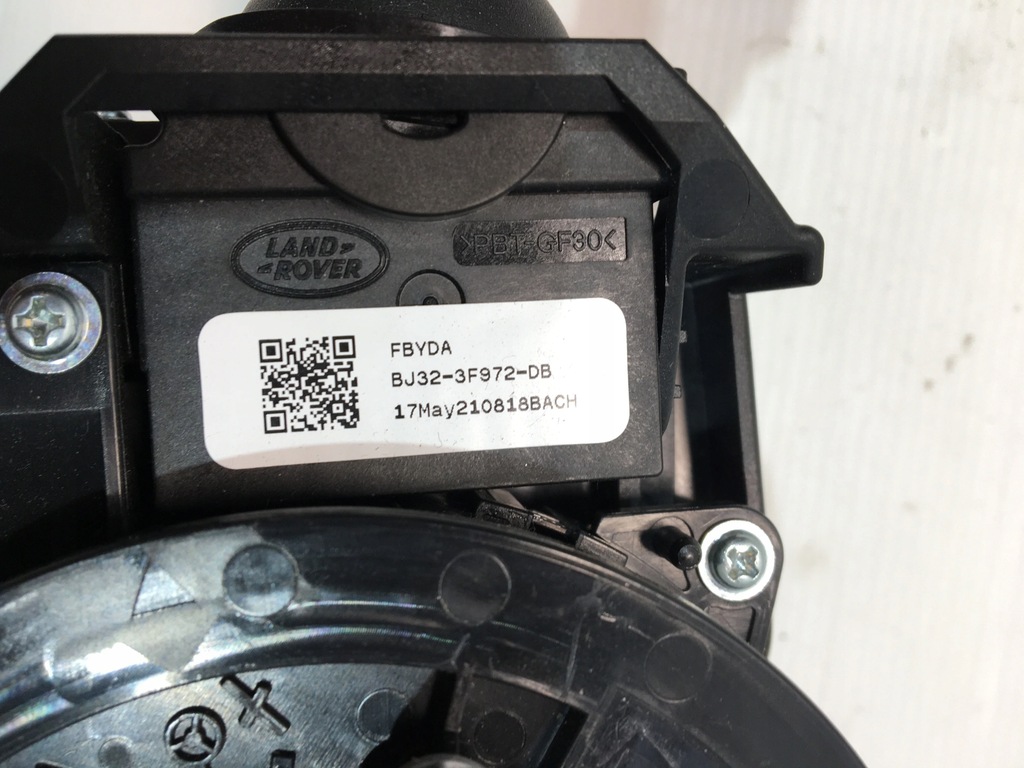 LAND-
-ROVER
>PBT-GF30<
FBYDA
BJ32-3F972-DB
17May210818BACH